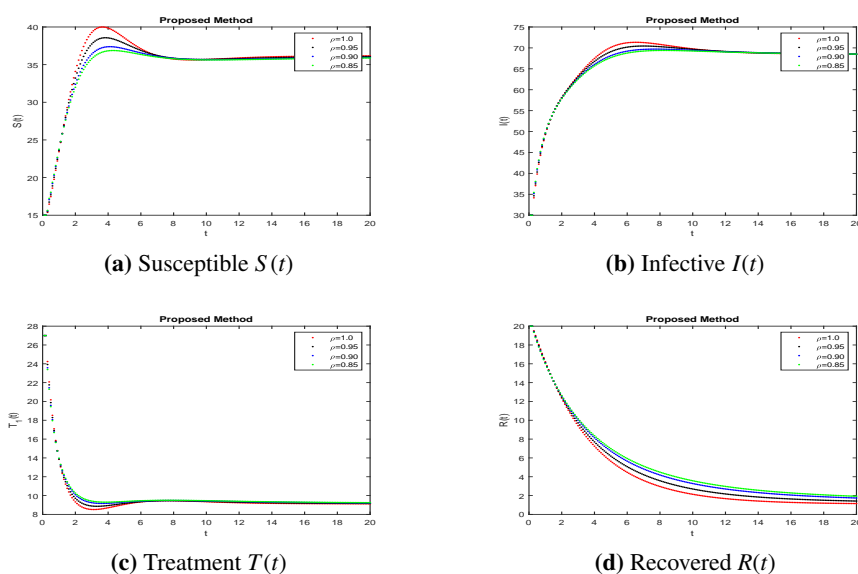 Proposed Method
40
35
30
25
20
15
S(t)
0 2 4 6 8 10 12 14 16 18 20
t
ρ=1.0
ρ=0.95
ρ=0.90
ρ=0.85
(a) Susceptible S(t)
Proposed Method
75
70
65
60
55
50
45
40
35
30
I(t)
0 2 4 6 8 10 12 14 16 18 20
t
ρ=1.0
ρ=0.95
ρ=0.90
ρ=0.85
(b) Infective I(t)
Proposed Method
28
26
24
22
20
18
16
14
12
10
8
T₁(t)
0 2 4 6 8 10 12 14 16 18 20
t
ρ=1.0
ρ=0.95
ρ=0.90
ρ=0.85
(c) Treatment T(t)
Proposed Method
20
18
16
14
12
10
8
6
4
2
0
R(t)
0 2 4 6 8 10 12 14 16 18 20
t
ρ=1.0
ρ=0.95
ρ=0.90
ρ=0.85
(d) Recovered R(t)